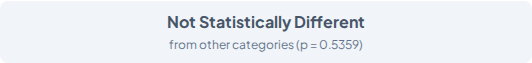 Not Statistically Different
from other categories (p = 0.5359)